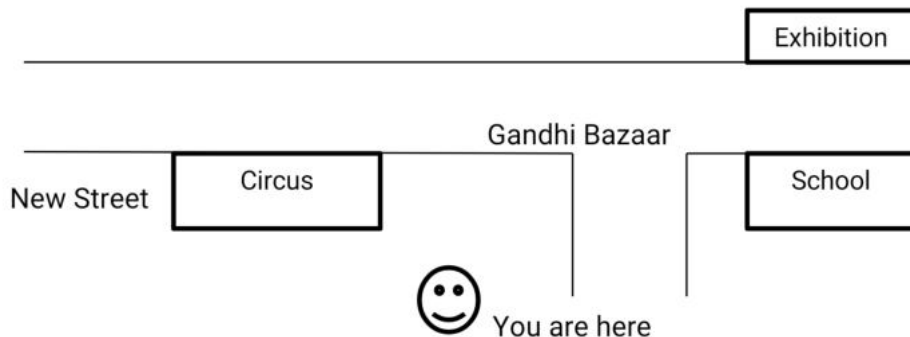 Exhibition
Gandhi Bazaar
Circus
School
New Street
You are here